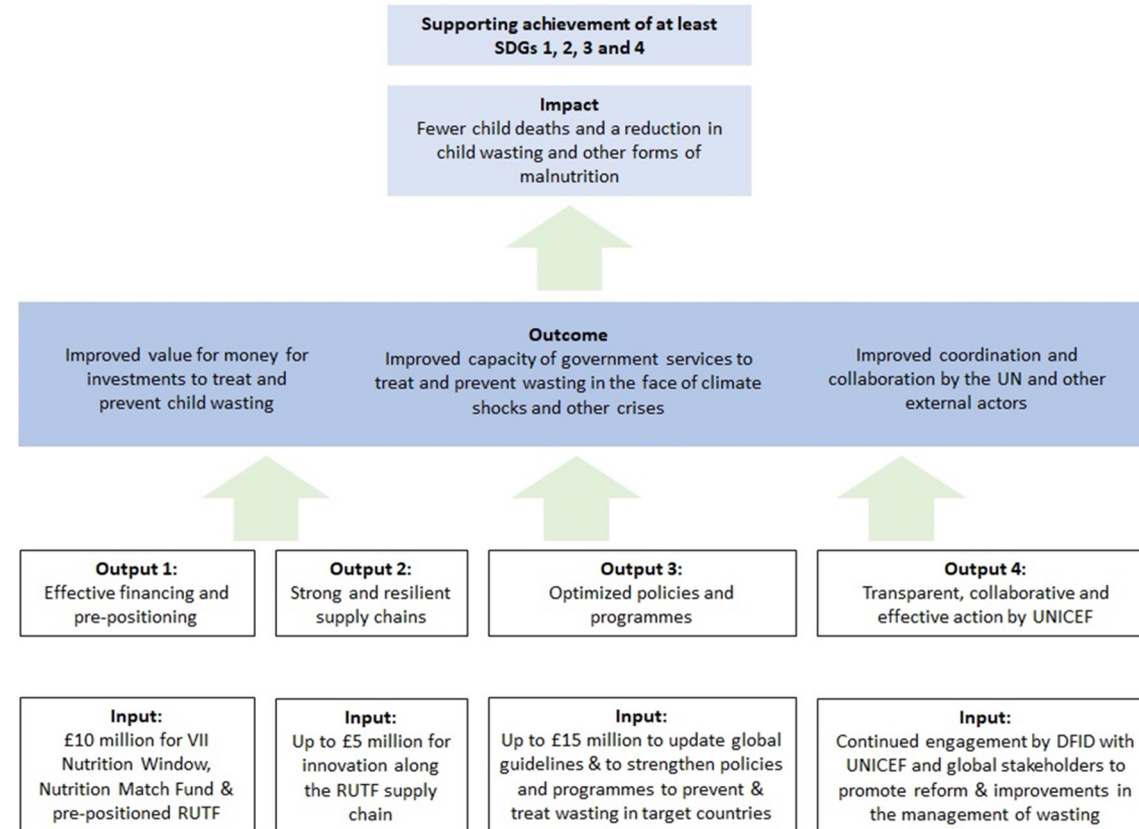 Supporting achievement of at least
SDGs 1, 2, 3 and 4
Impact
Fewer child deaths and a reduction in
child wasting and other forms of
malnutrition
Improved value for money for
investments to treat and
prevent child wasting
Outcome
Improved capacity of government services to
treat and prevent wasting in the face of climate
shocks and other crises
Improved coordination and
collaboration by the UN and other
external actors
Output 1:
Effective financing and
pre-positioning
Output 2:
Strong and resilient
supply chains
Output 3:
Optimized policies and
programmes
Output 4:
Transparent, collaborative and
effective action by UNICEF
Input:
£10 million for VII
Nutrition Window,
Nutrition Match Fund &
pre-positioned RUTF
Input:
Up to £5 million for
innovation along
the RUTF supply
chain
Input:
Up to £15 million to update global
guidelines & to strengthen policies
and programmes to prevent &
treat wasting in target countries
Input:
Continued engagement by DFID with
UNICEF and global stakeholders to
promote reform & improvements in
the management of wasting